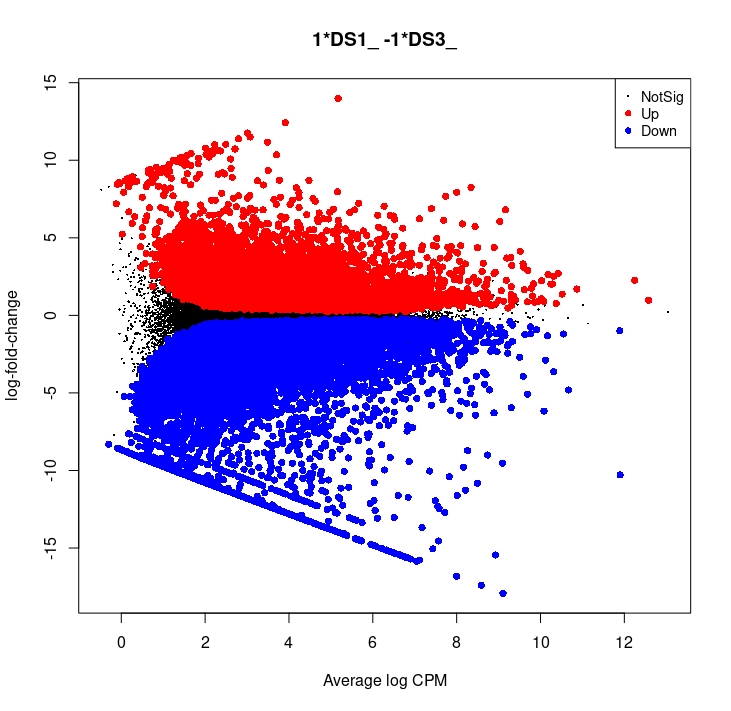 1*DS1_ -1*DS3_
NotSig
Up
Down
15
10
5
0
-5
-10
-15
log-fold-change
0 2 4 6 8 10 12
Average log CPM